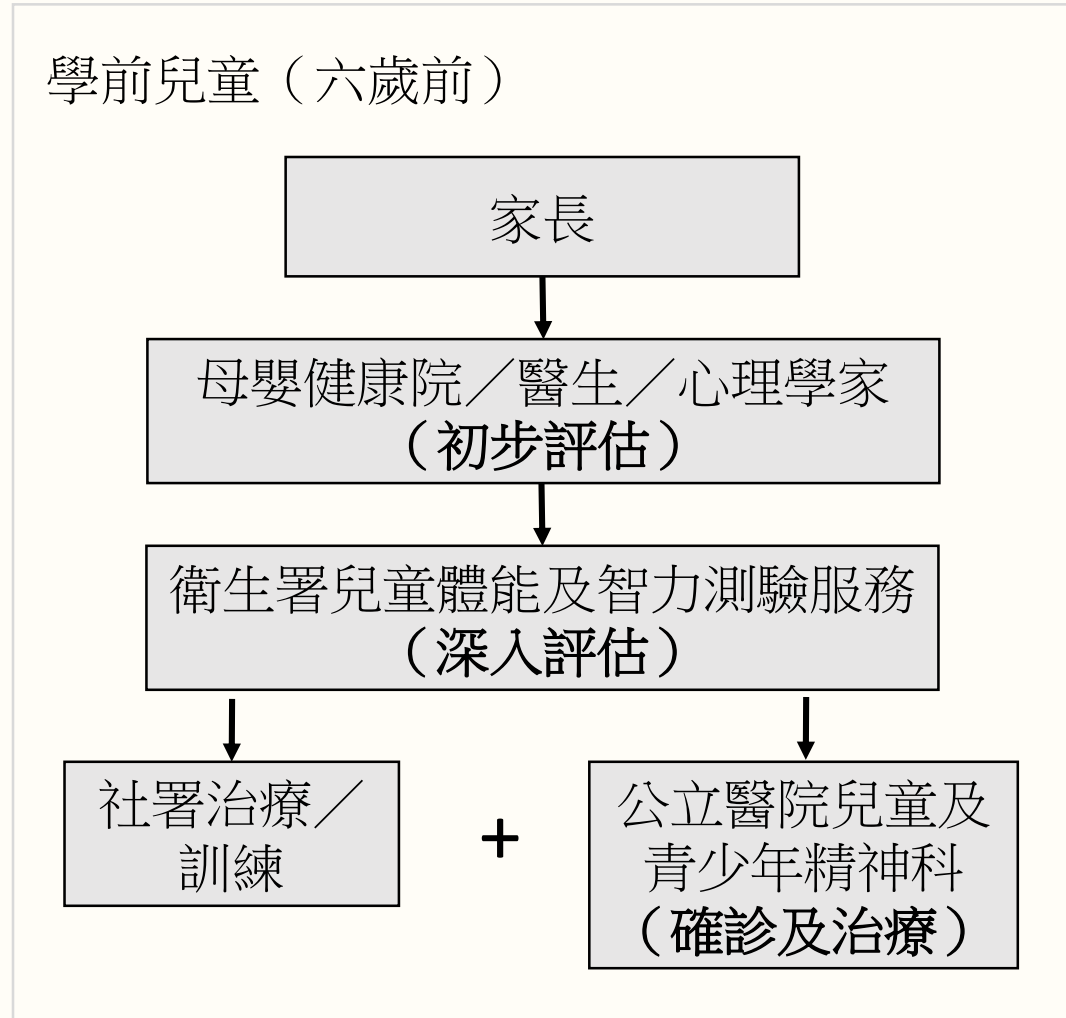 學前兒童（六歲前）
家長
母嬰健康院／醫生／心理學家
（初步評估）
衛生署兒童體能及智力測驗服務
（深入評估）
社署治療／
訓練
+
公立醫院兒童及
青少年精神科
（確診及治療）